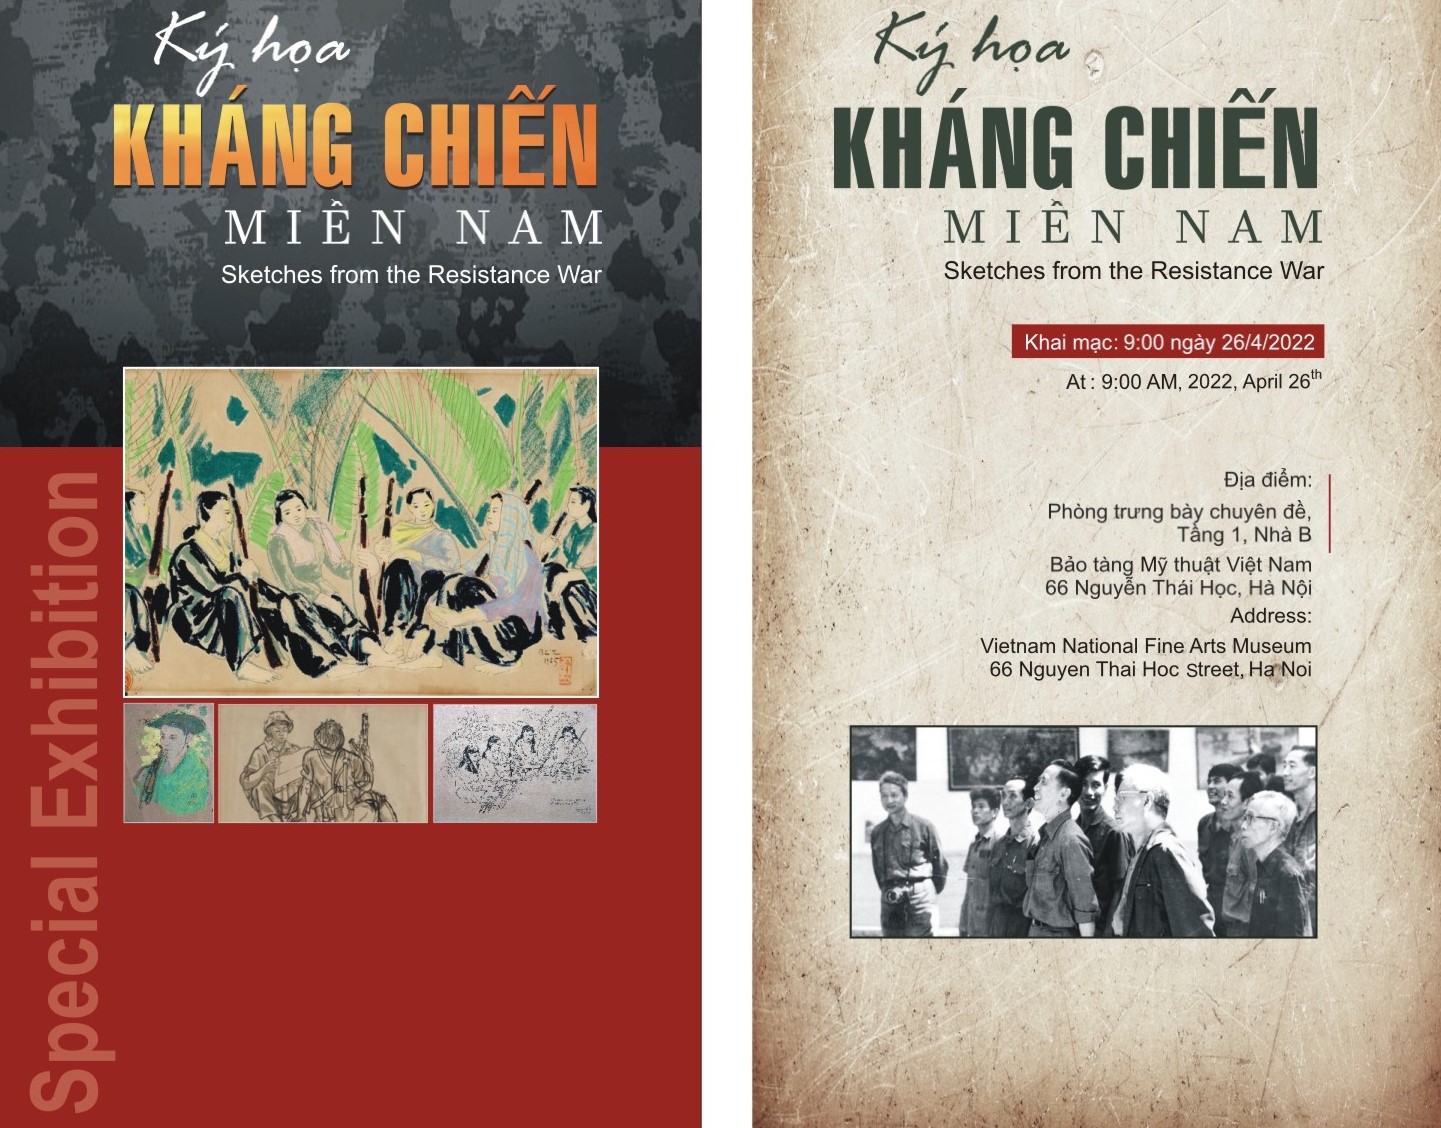 Ký họa
KHÁNG CHIẾN
MIỀN NAM
Sketches from the Resistance War
Special Exhibition
Ký họa
KHÁNG CHIẾN
MIỀN NAM
Sketches from the Resistance War
Khai mạc: 9:00 ngày 26/4/2022
At : 9:00 AM, 2022, April 26th
Địa điểm:
Phòng trưng bày chuyên đề,
Tầng 1, Nhà B
Bảo tàng Mỹ thuật Việt Nam
66 Nguyễn Thái Học, Hà Nội
Address:
Vietnam National Fine Arts Museum
66 Nguyen Thai Hoc Street, Ha Noi